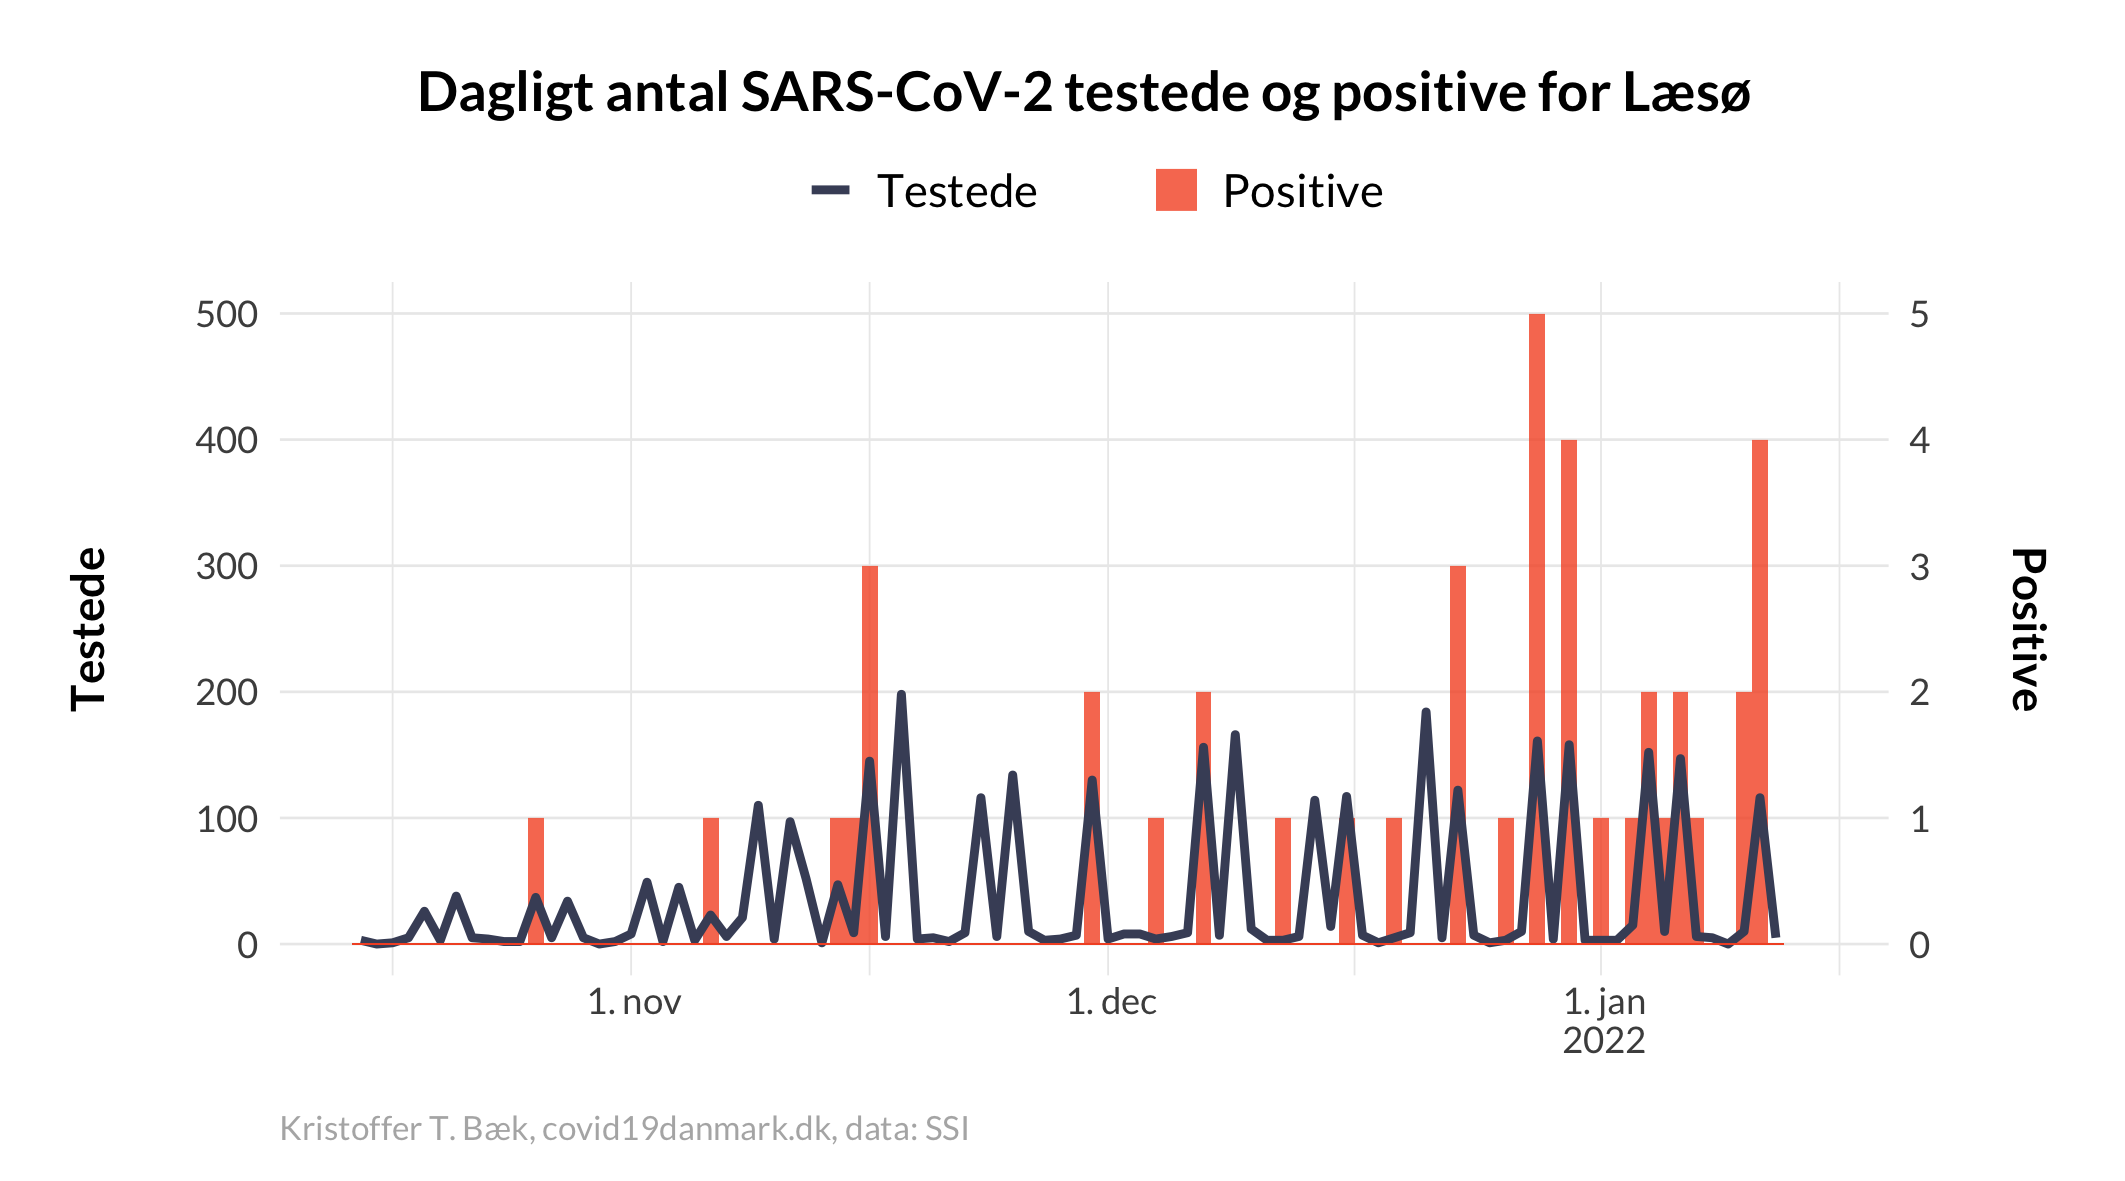 Dagligt antal SARS-CoV-2 testede og positive for Læsø
Testede Positive
500 5
400 4
300 3
200 2
100 1
0 0
Testede
Positive
1. nov 1. dec 1. jan
2022
Kristoffer T. Bæk, covid19danmark.dk, data: SSI